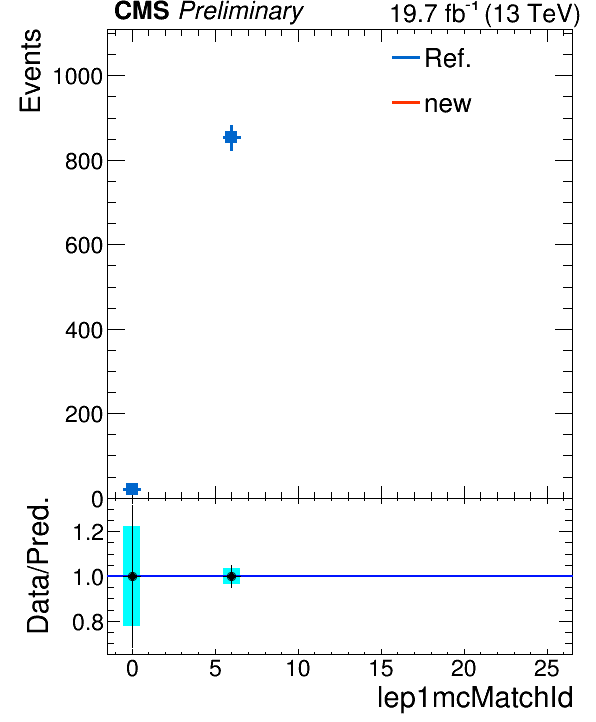 CMS Preliminary 19.7 fb⁻¹ (13 TeV)
Events
1000
800
600
400
200
0
Ref.
new
Data/Pred.
1.2
1.0
0.8
0 5 10 15 20 25
lep1mcMatchId